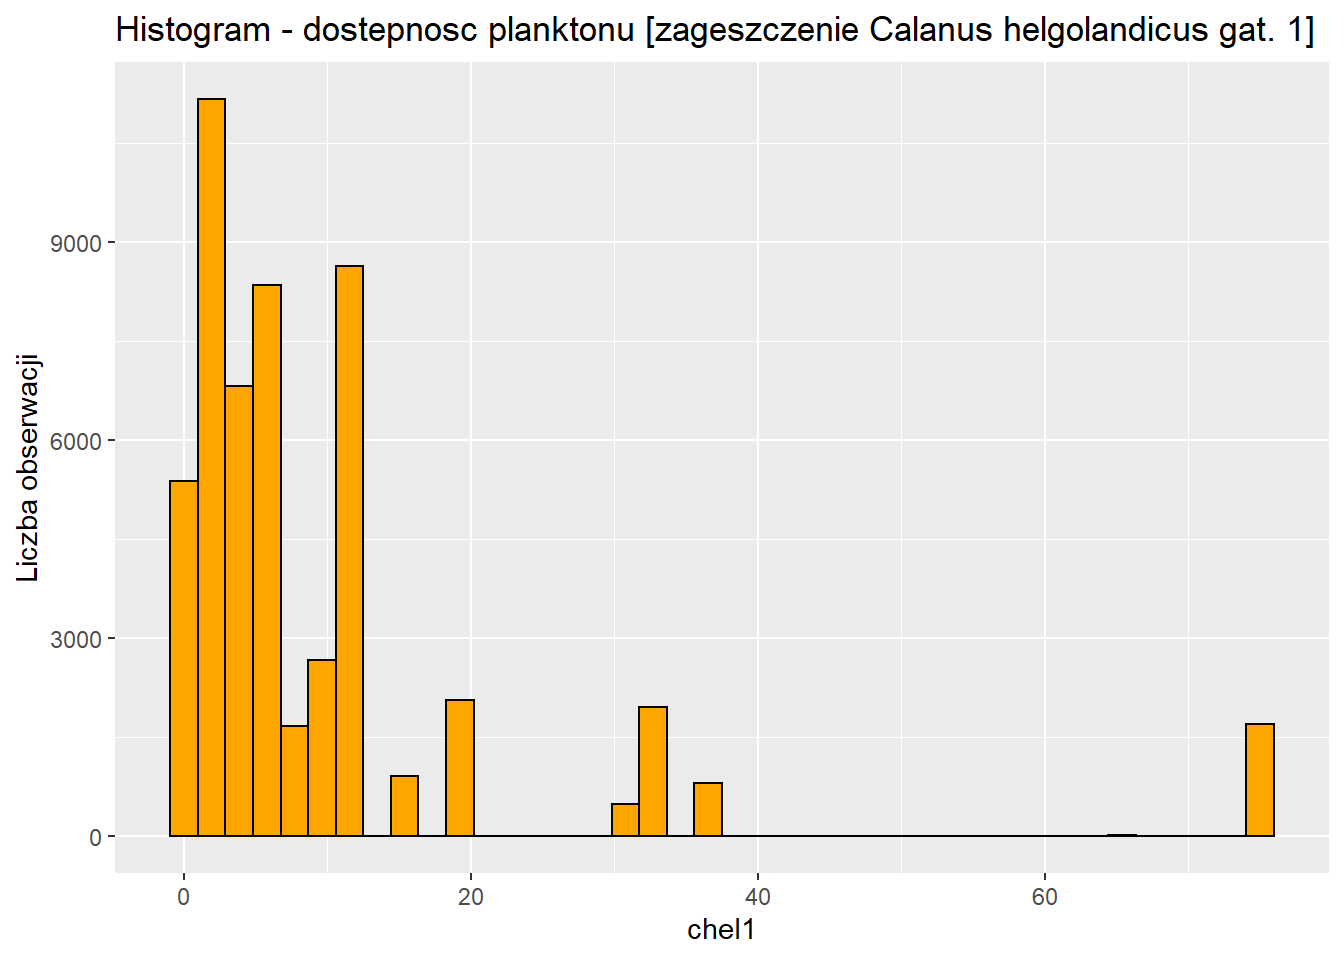 Histogram - dostepnosc planktonu [zageszczenie Calanus helgolandicus gat. 1]
Liczba obserwacji
9000
6000
3000
0
0 20 40 60
chel1